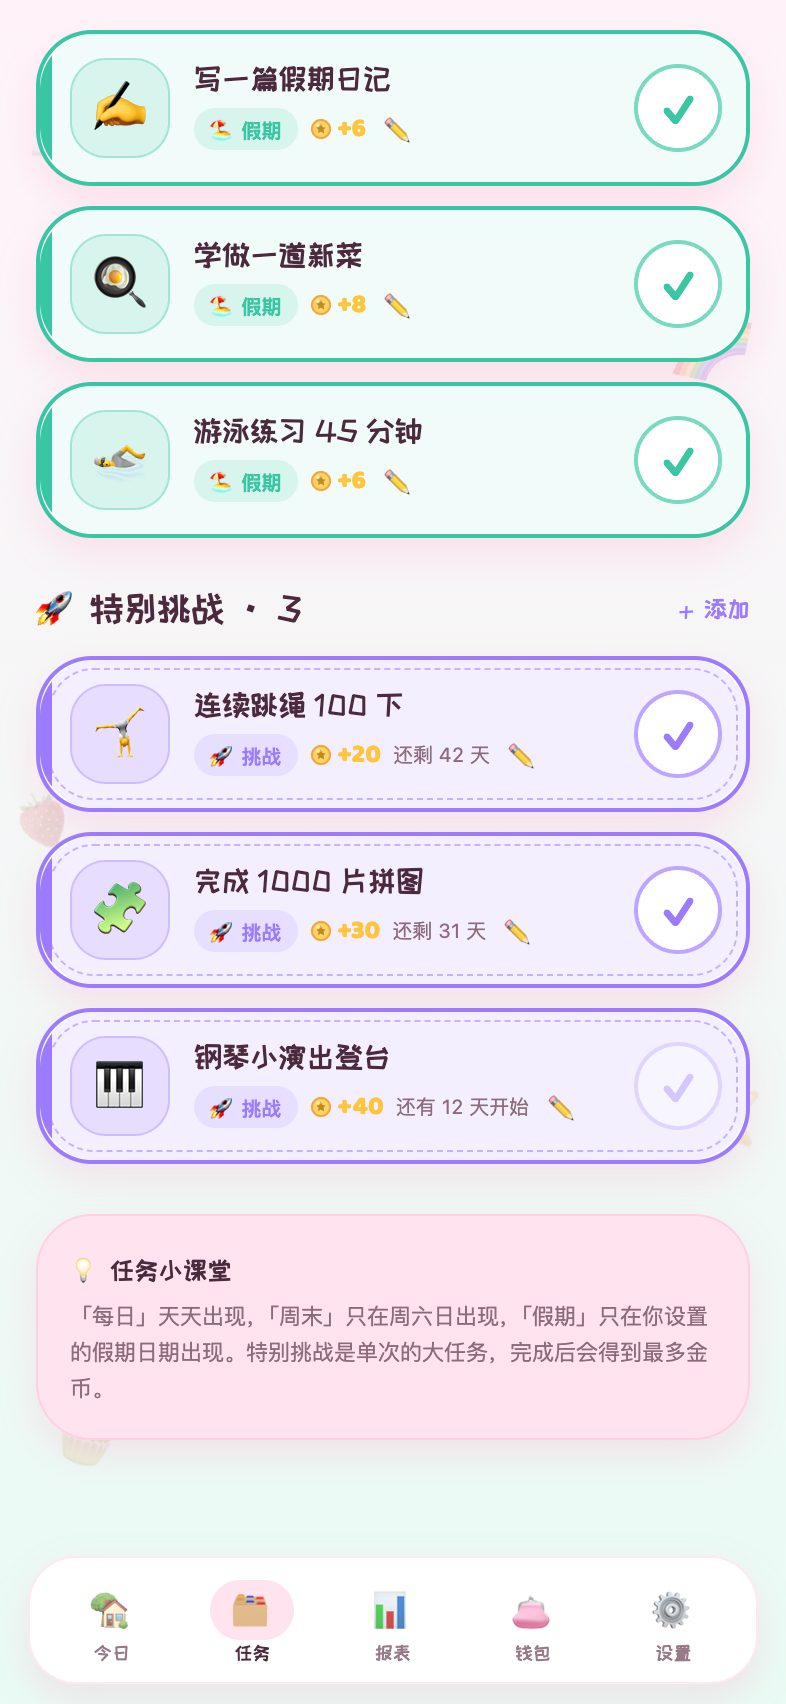 写一篇假期日记
假期 +6
学做一道新菜
假期 +8
游泳练习 45 分钟
假期 +6
特别挑战 · 3
+ 添加
连续跳绳 100 下
挑战 +20 还剩 42 天
完成 1000 片拼图
挑战 +30 还剩 31 天
钢琴小演出登台
挑战 +40 还有 12 天开始
任务小课堂
「每日」天天出现，「周末」只在周六日出现，「假期」只在你设置
的假期日期出现。特别挑战是单次的大任务，完成后会得到最多金
币。
今日 任务 报表 钱包 设置